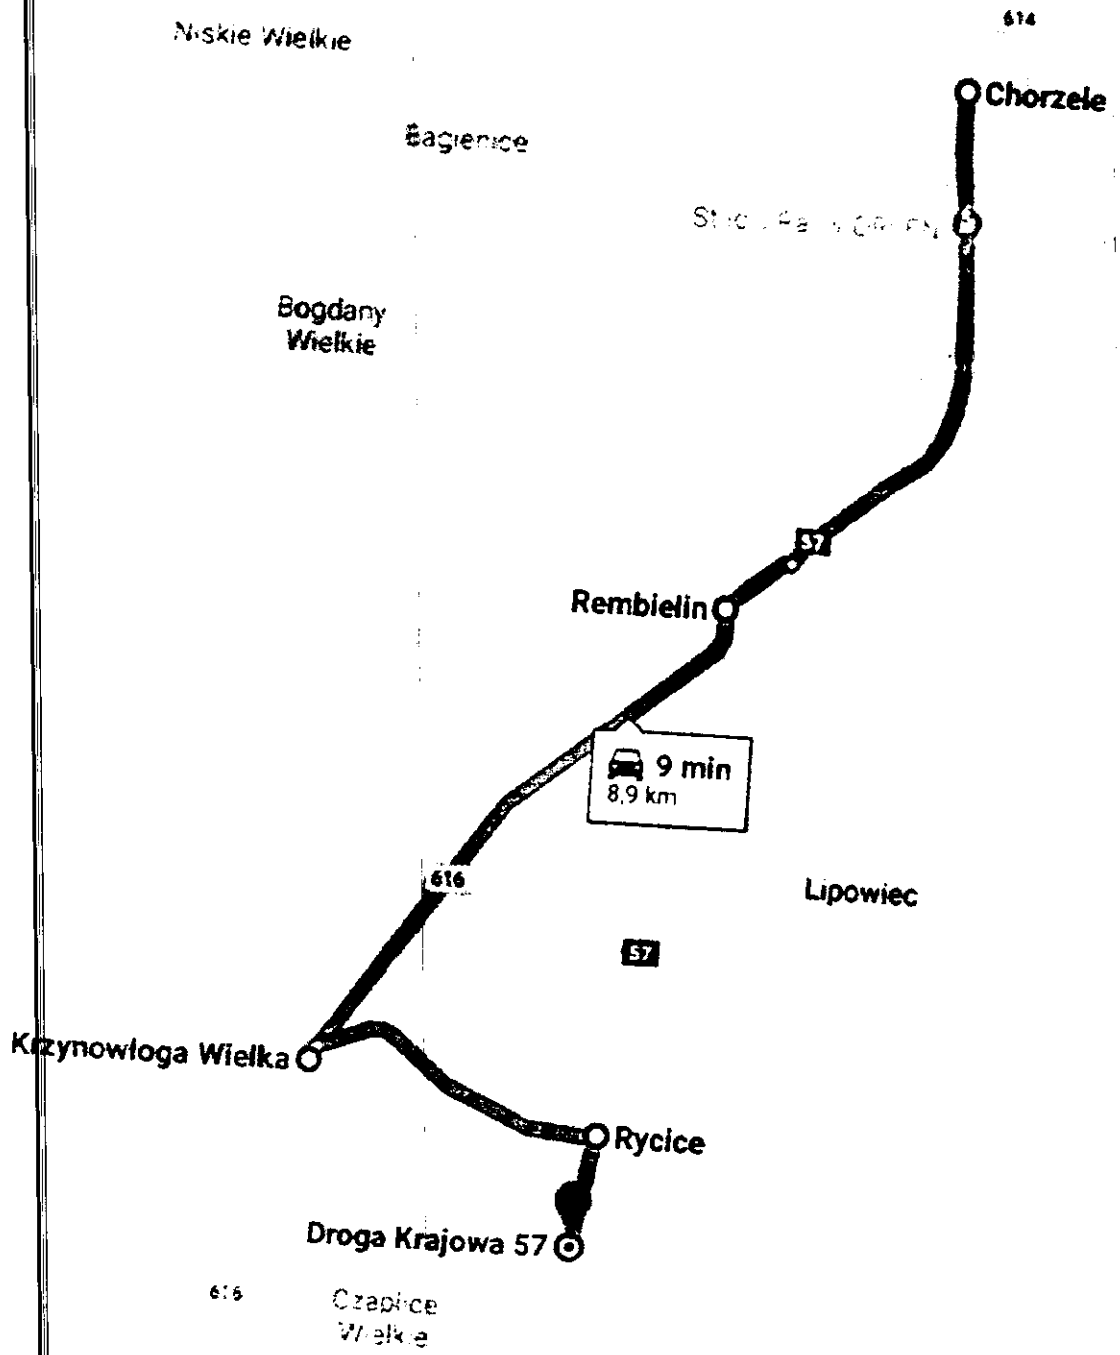 614
Niskie Wielkie
Chorzele
Bagienice
Bogdany
Wielkie
57
Rembielin
9 min
8,9 km
616
Lipowiec
57
Krzynowłoga Wielka
Rycice
Droga Krajowa 57
616
Czaplice
Wielkie